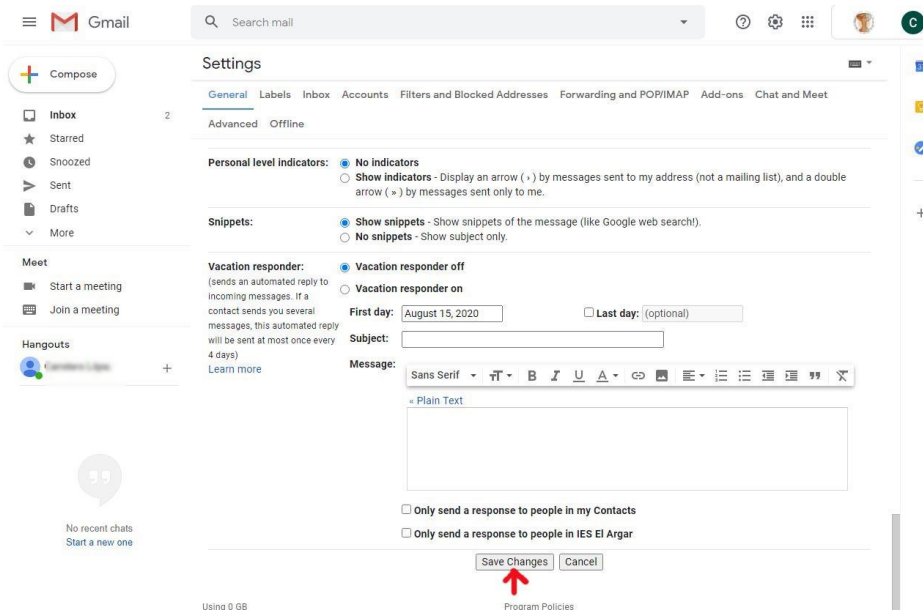 Gmail
Search mail
C
Compose
Inbox 2
Starred
Snoozed
Sent
Drafts
More
Meet
Start a meeting
Join a meeting
Hangouts
No recent chats
Start a new one
Settings
General Labels Inbox Accounts Filters and Blocked Addresses Forwarding and POP/IMAP Add-ons Chat and Meet
Advanced Offline
Personal level indicators: No indicators
Show indicators - Display an arrow ( › ) by messages sent to my address (not a mailing list), and a double
arrow ( » ) by messages sent only to me.
Snippets: Show snippets - Show snippets of the message (like Google web search!).
No snippets - Show subject only.
Vacation responder:
(sends an automated reply to
incoming messages. If a
contact sends you several
messages, this automated reply
will be sent at most once every
4 days)
Learn more
Vacation responder off
Vacation responder on
First day: August 15, 2020 Last day: (optional)
Subject:
Message:
Sans Serif B I U A
« Plain Text
Only send a response to people in my Contacts
Only send a response to people in IES El Argar
Save Changes Cancel
Using 0 GB Program Policies